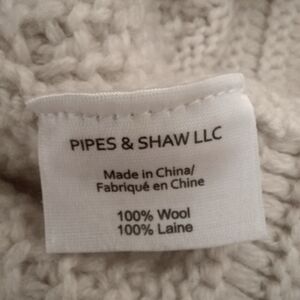 PIPES & SHAW LLC
Made in China/
Fabriqué en Chine
100% Wool
100% Laine